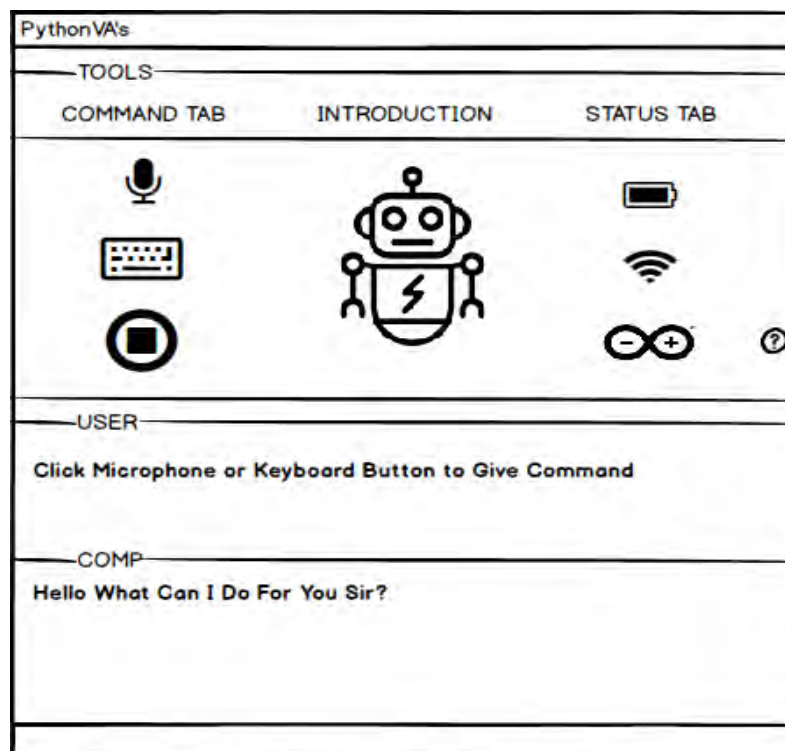 PythonVA's
TOOLS
COMMAND TAB INTRODUCTION STATUS TAB
?
USER
Click Microphone or Keyboard Button to Give Command
COMP
Hello What Can I Do For You Sir?